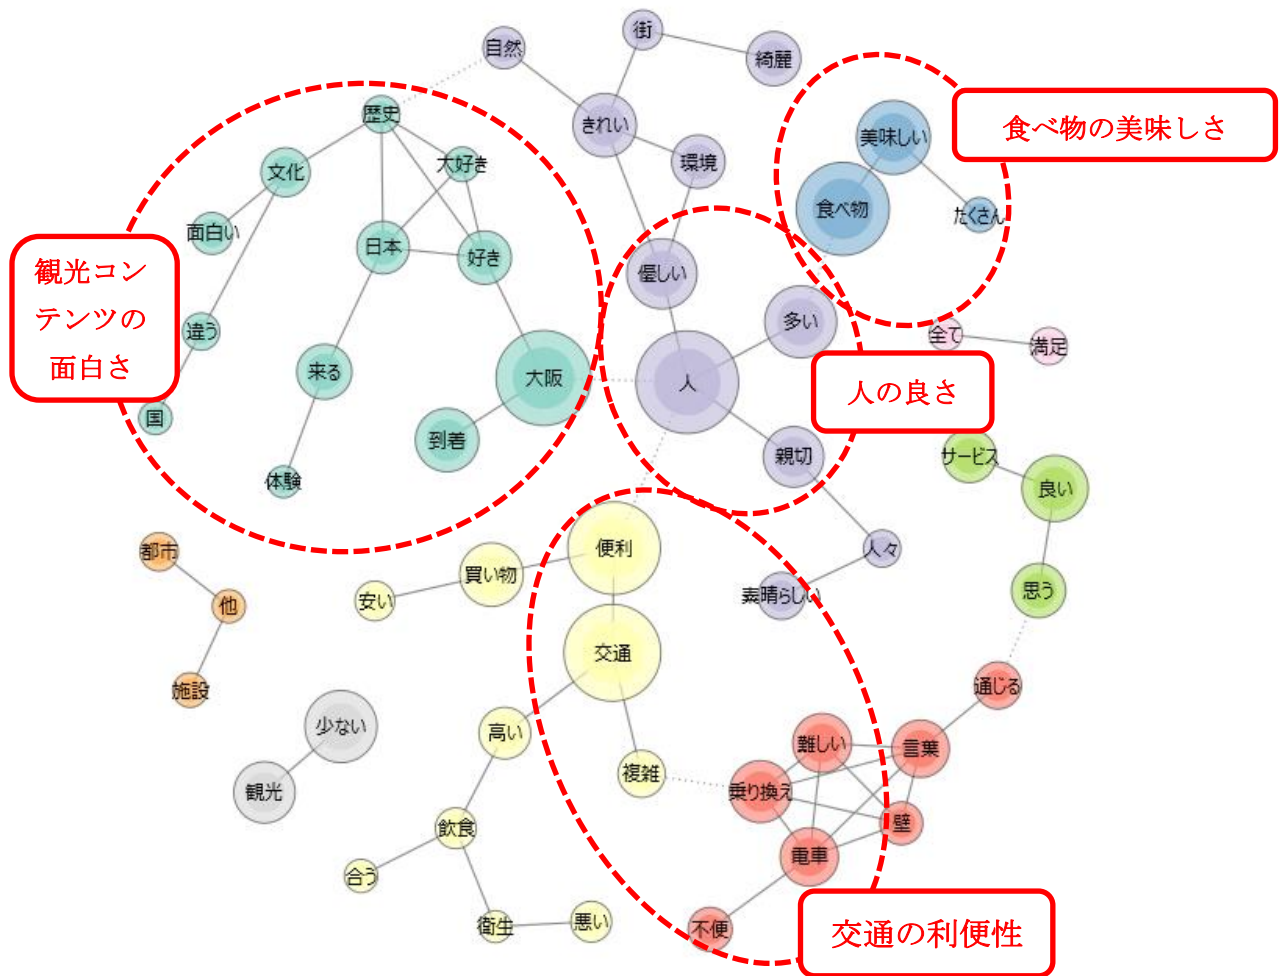 街
自然
綺麗
歴史
きれい
美味しい
食べ物の美味しさ
文化
大好き
環境
食べ物
たくさん
面白い
日本
好き
観光コン
テンツの
面白さ
優しい
違う
多い
全て
満足
来る
大阪
人
人の良さ
国
到着
親切
サービス
良い
体験
都市
便利
人々
買い物
安い
素晴らしい
思う
他
交通
施設
通じる
少ない
高い
難しい
言葉
複雑
乗り換え
観光
飲食
壁
電車
合う
衛生
悪い
不便
交通の利便性